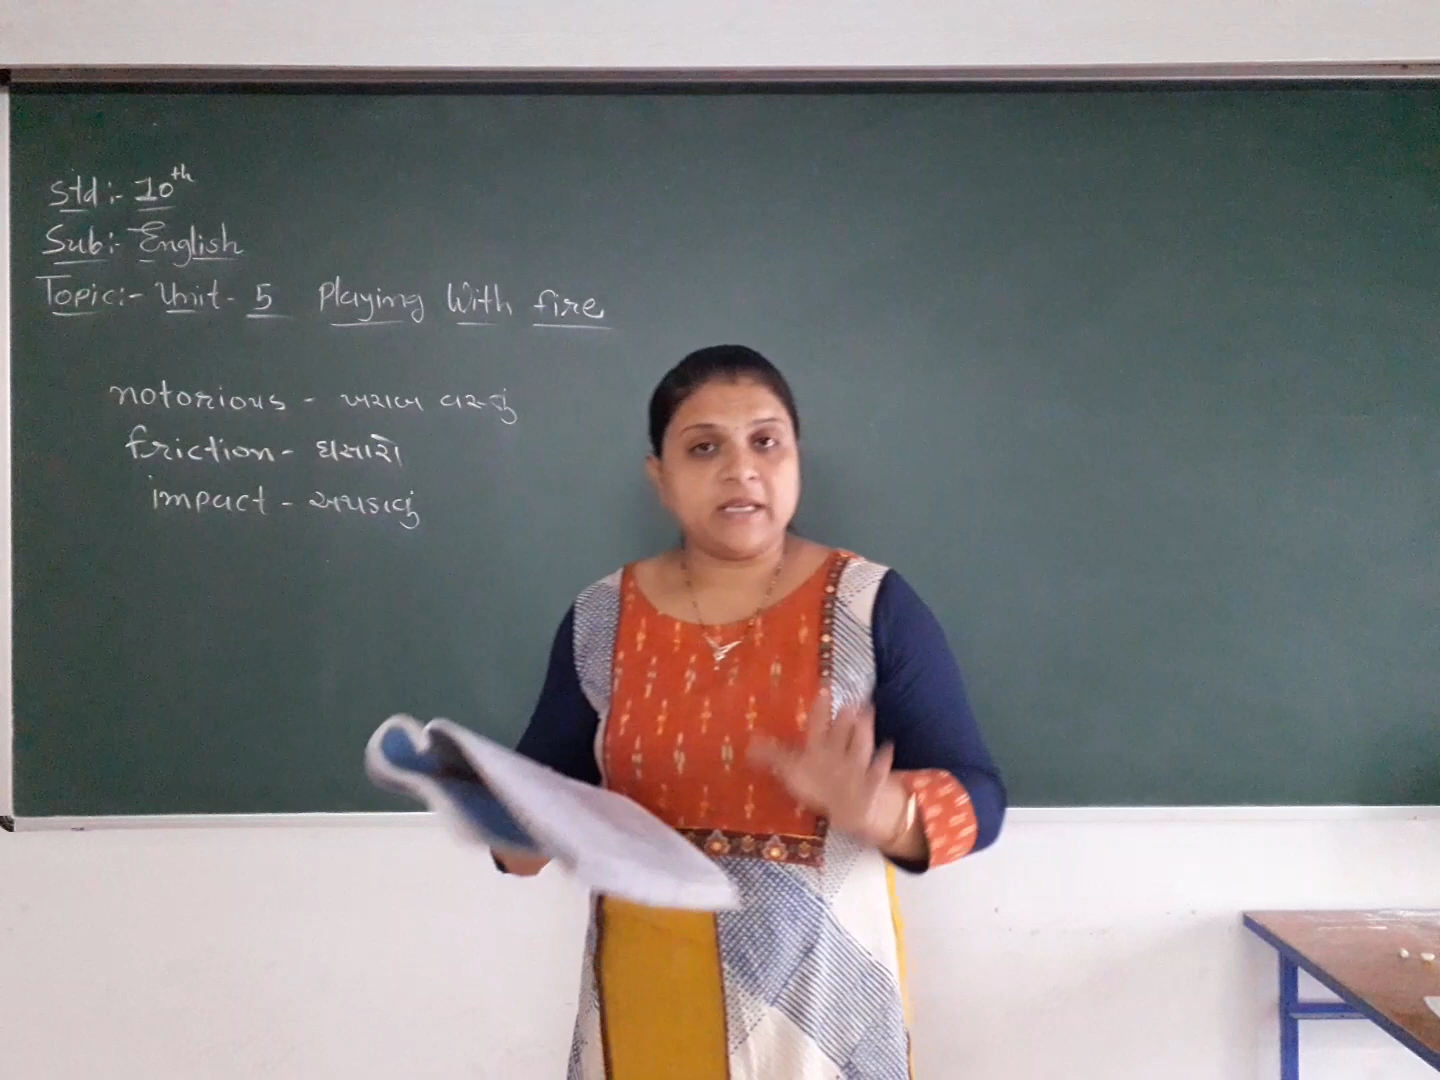 Std :- 10th
Sub :- English
Topic :- Unit - 5 Playing With fire
notorious - ખરાબ વસ્તુ
friction - ઘસારો
impact - અથડાવું